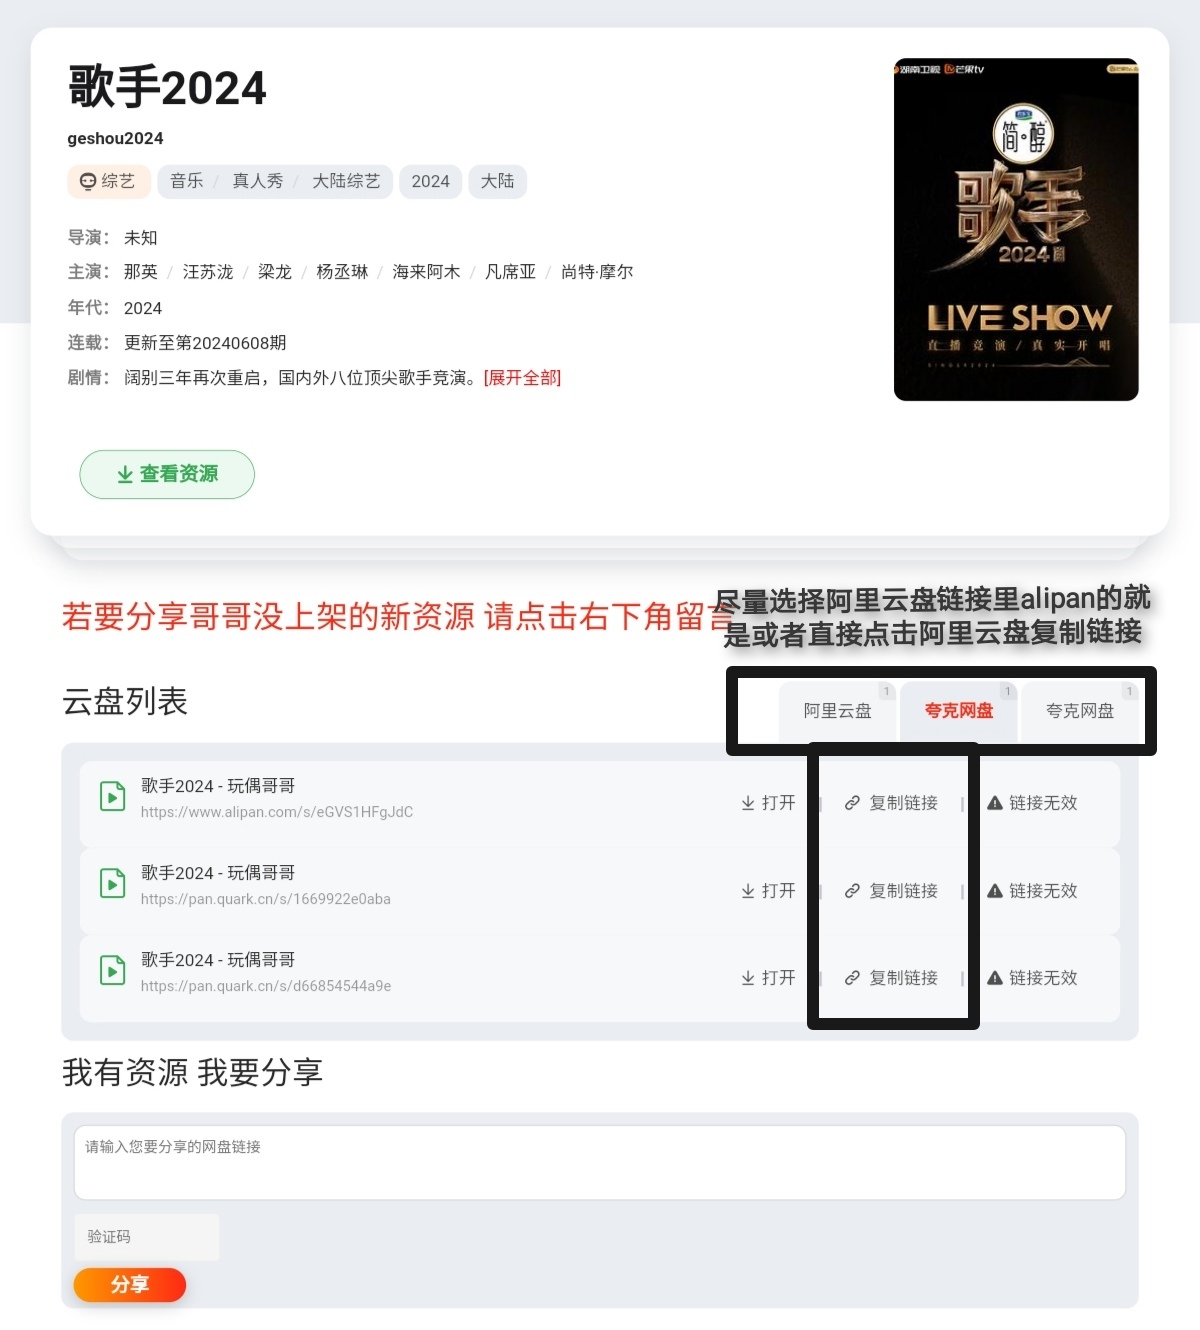 歌手2024
geshou2024
综艺 音乐 / 真人秀 / 大陆综艺 2024 大陆
导演： 未知
主演： 那英 / 汪苏泷 / 梁龙 / 杨丞琳 / 海来阿木 / 凡席亚 / 尚特·摩尔
年代： 2024
连载： 更新至第20240608期
剧情： 阔别三年再次重启，国内外八位顶尖歌手竞演。[展开全部]
查看资源
湖南卫视 芒果tv
简·醇
歌手
2024
LIVE SHOW
直播竞演/真实开唱
SINGER2024
若要分享哥哥没上架的新资源 请点击右下角留言
尽量选择阿里云盘链接里alipan的就
是或者直接点击阿里云盘复制链接
云盘列表
阿里云盘 1 夸克网盘 1 夸克网盘 1
歌手2024 - 玩偶哥哥
https://www.alipan.com/s/eGVS1HFgJdC
打开 | 复制链接 | 链接无效
歌手2024 - 玩偶哥哥
https://pan.quark.cn/s/1669922e0aba
打开 | 复制链接 | 链接无效
歌手2024 - 玩偶哥哥
https://pan.quark.cn/s/d66854544a9e
打开 | 复制链接 | 链接无效
我有资源 我要分享
请输入您要分享的网盘链接
验证码
分享